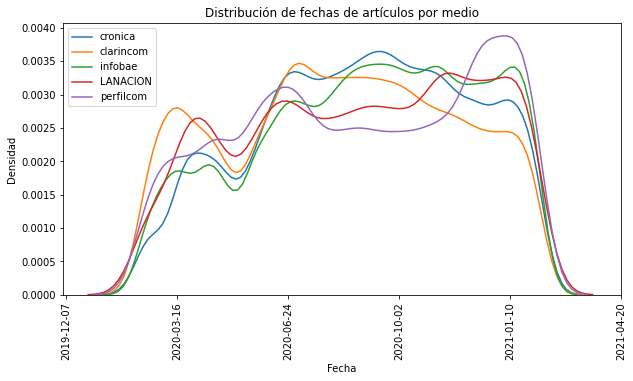 Distribución de fechas de artículos por medio
cronica
clarincom
infobae
LANACION
perfilcom
Densidad
0.0040
0.0035
0.0030
0.0025
0.0020
0.0015
0.0010
0.0005
0.0000
2019-12-07
2020-03-16
2020-06-24
2020-10-02
2021-01-10
2021-04-20
Fecha